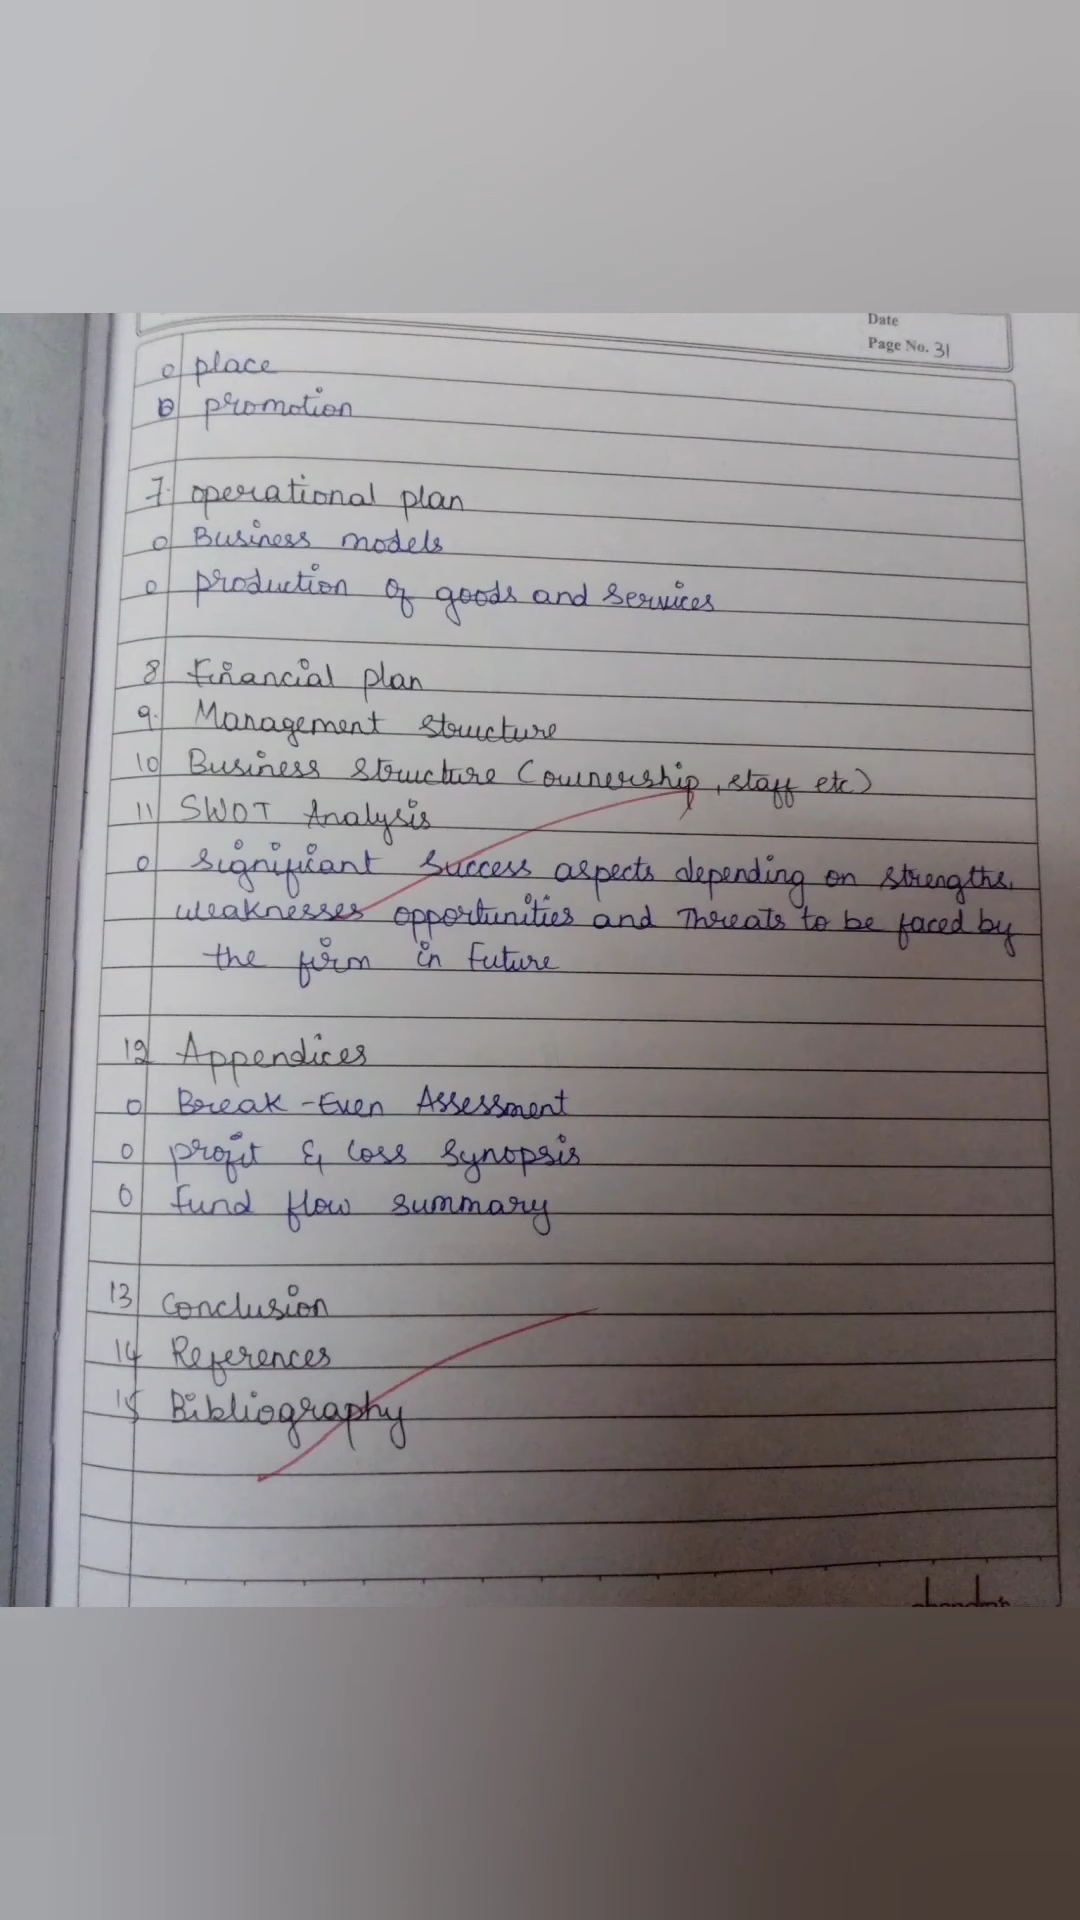 Date
Page No. 31
o place
o promotion
7. operational plan
o Business models
o production of goods and services
8 Financial plan
9. Management structure
10 Business structure (ownership, staff etc)
11 SWOT Analysis
o significant success aspects depending on strengths,
weaknesses opportunities and Threats to be faced by
the firm in future
12 Appendices
o Break-Even Assessment
o profit & loss synopsis
o fund flow summary
13 Conclusion
14 References
15 Bibliography